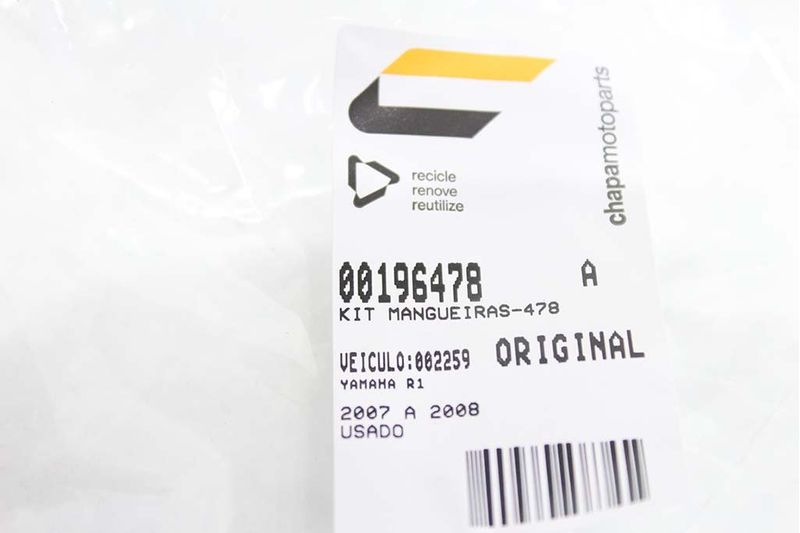 chapamotoparts
recicle
renove
reutilize
00196478 A
KIT MANGUEIRAS-478
VEICULO:002259 ORIGINAL
YAMAHA R1
2007 A 2008
USADO